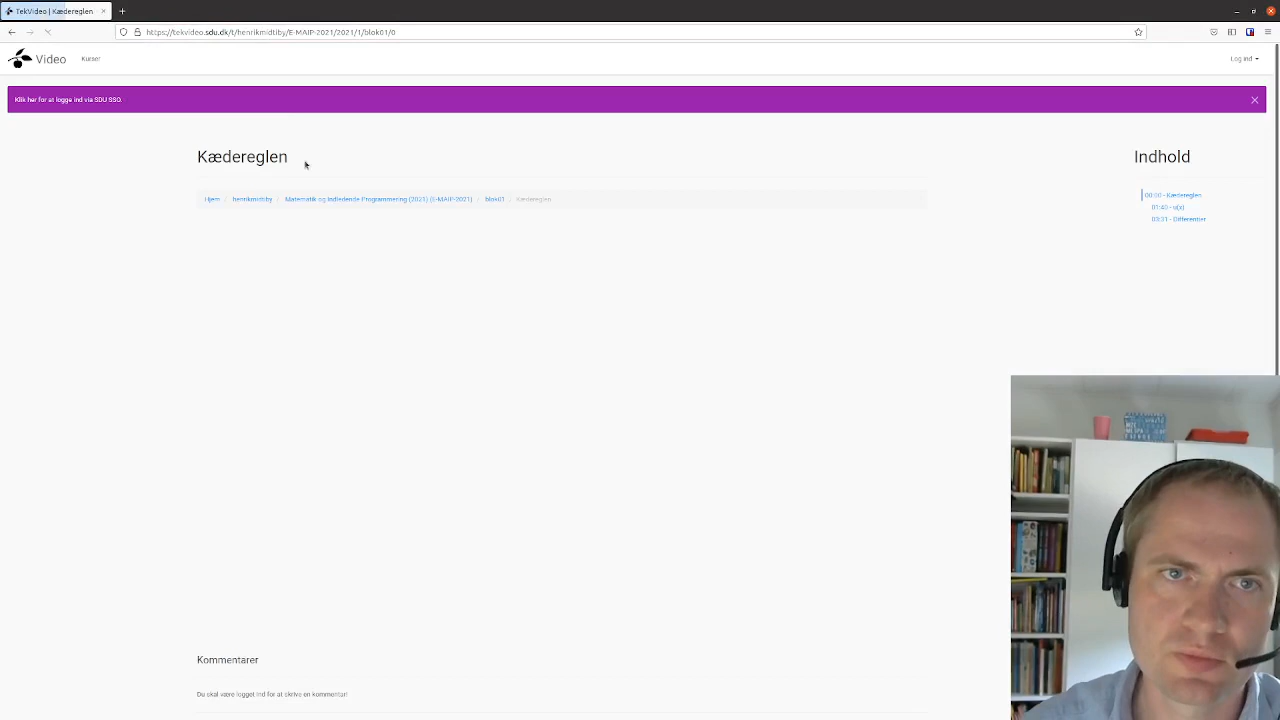 TekVideo | Kædereglen
https://tekvideo.sdu.dk/t/henrikmidtiby/E-MAIP-2021/2021/1/blok01/0
Video
Kurser
Log ind
Klik her for at logge ind via SDU SSO.
Kædereglen
Hjem / henrikmidtiby / Matematik og Indledende Programmering (2021) (E-MAIP-2021) / blok01 / Kædereglen
Indhold
00:00 - Kædereglen
01:40 - u(x)
03:31 - Differentier
Kommentarer
Du skal være logget ind for at skrive en kommentar!